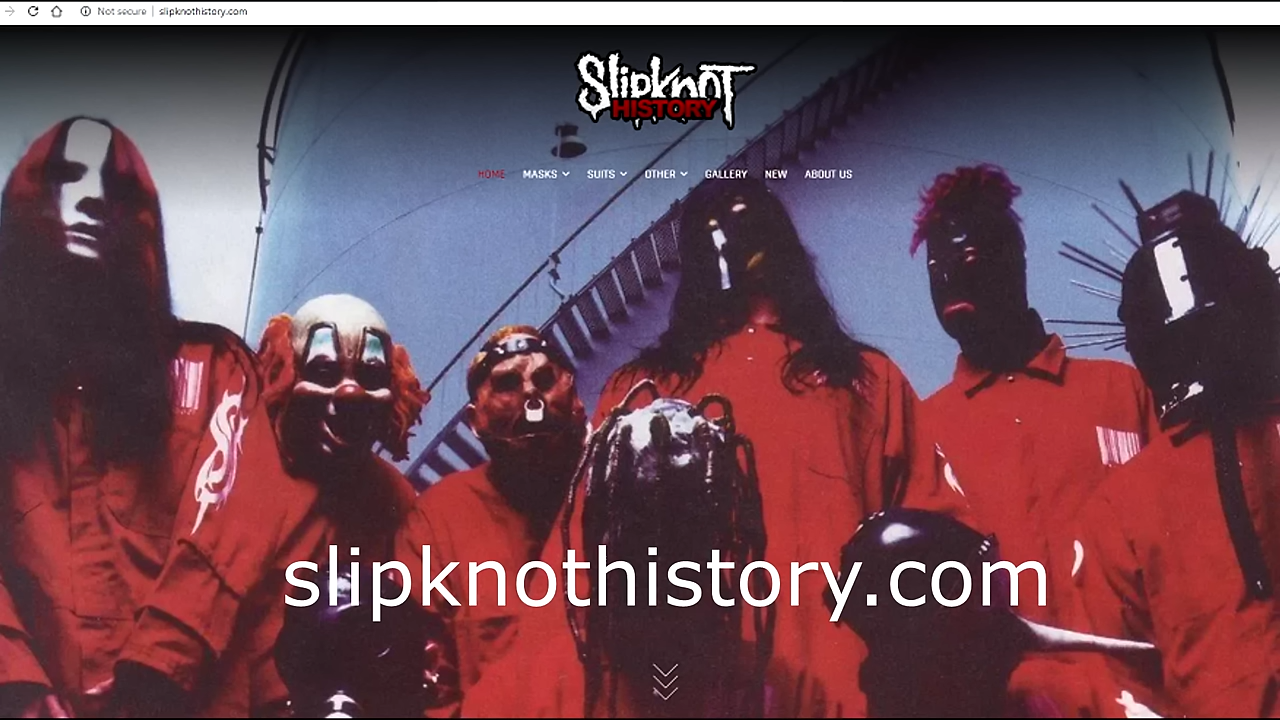 Not secure | slipknothistory.com
SlipknoT
HISTORY
HOME MASKS SUITS OTHER GALLERY NEW ABOUT US
slipknothistory.com